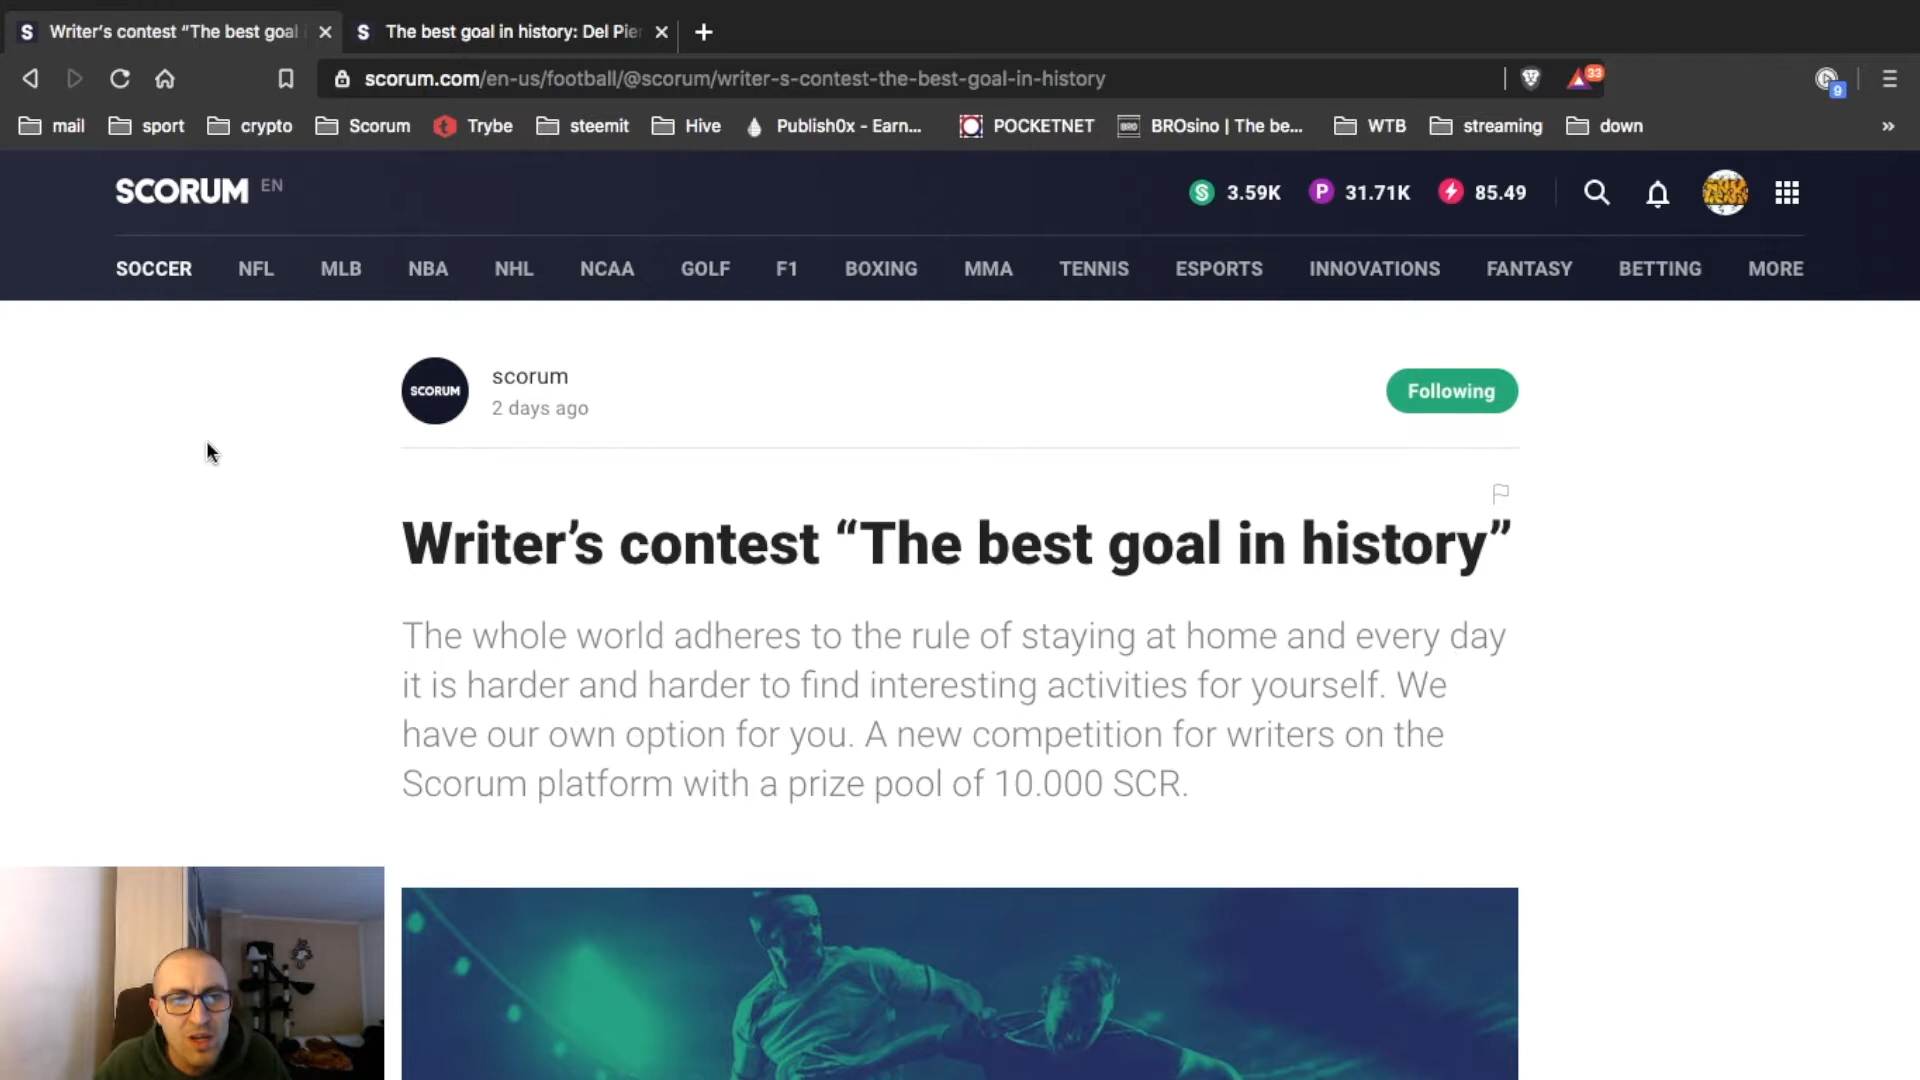 Writer's contest “The best goal i
The best goal in history: Del Pier
scorum.com/en-us/football/@scorum/writer-s-contest-the-best-goal-in-history
33
9
mail
sport
crypto
Scorum
Trybe
steemit
Hive
Publish0x - Earn...
POCKETNET
BRO
BROsino | The be...
WTB
streaming
down
SCORUM EN
3.59K
P 31.71K
85.49
SOCCER NFL MLB NBA NHL NCAA GOLF F1 BOXING MMA TENNIS ESPORTS INNOVATIONS FANTASY BETTING MORE
SCORUM
scorum
2 days ago
Following
Writer’s contest “The best goal in history”
The whole world adheres to the rule of staying at home and every day
it is harder and harder to find interesting activities for yourself. We
have our own option for you. A new competition for writers on the
Scorum platform with a prize pool of 10.000 SCR.